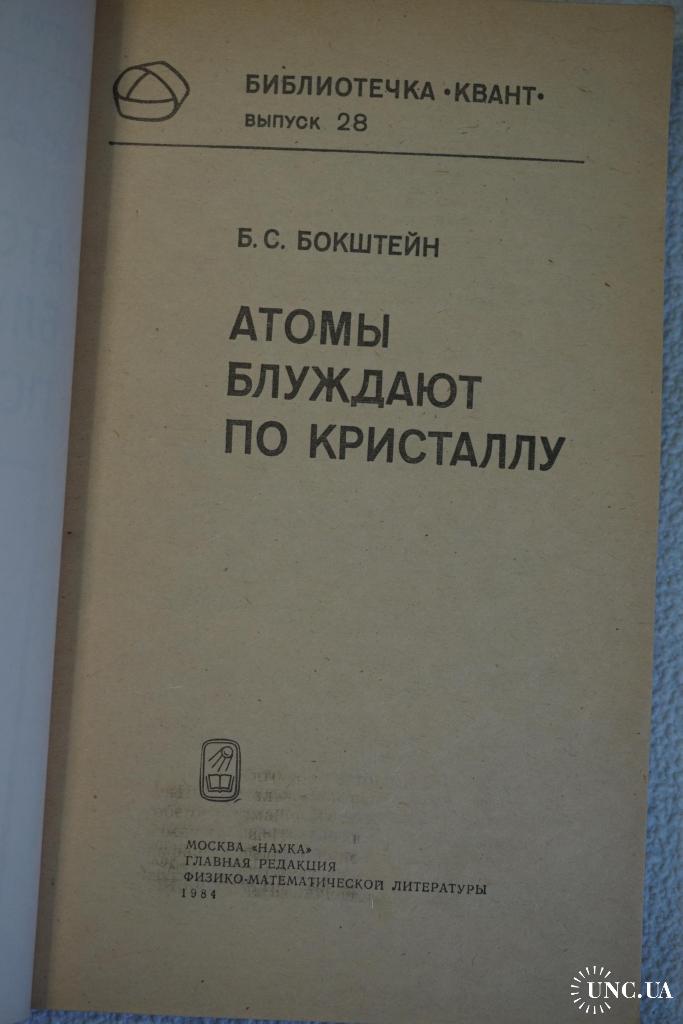 БИБЛИОТЕЧКА «КВАНТ»
ВЫПУСК 28
Б. С. БОКШТЕЙН
АТОМЫ
БЛУЖДАЮТ
ПО КРИСТАЛЛУ
МОСКВА «НАУКА»
ГЛАВНАЯ РЕДАКЦИЯ
ФИЗИКО-МАТЕМАТИЧЕСКОЙ ЛИТЕРАТУРЫ
1984
UNC.UA